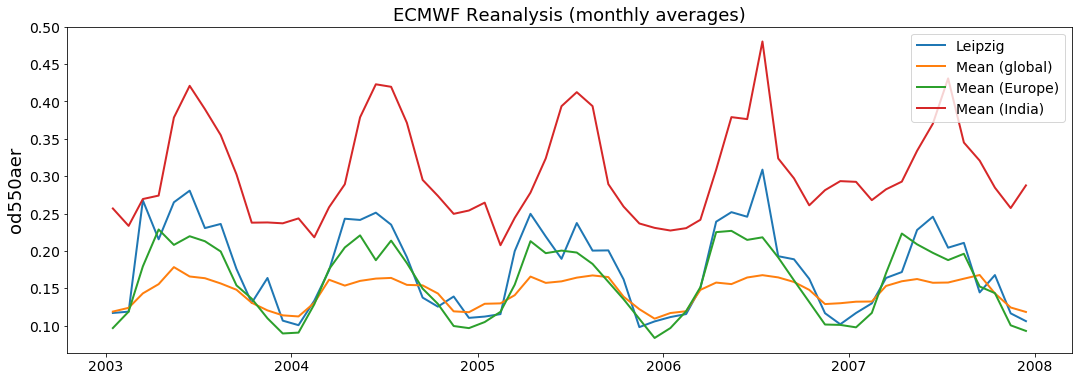 ECMWF Reanalysis (monthly averages)
od550aer
0.50
0.45
0.40
0.35
0.30
0.25
0.20
0.15
0.10
Leipzig
Mean (global)
Mean (Europe)
Mean (India)
2003
2004
2005
2006
2007
2008